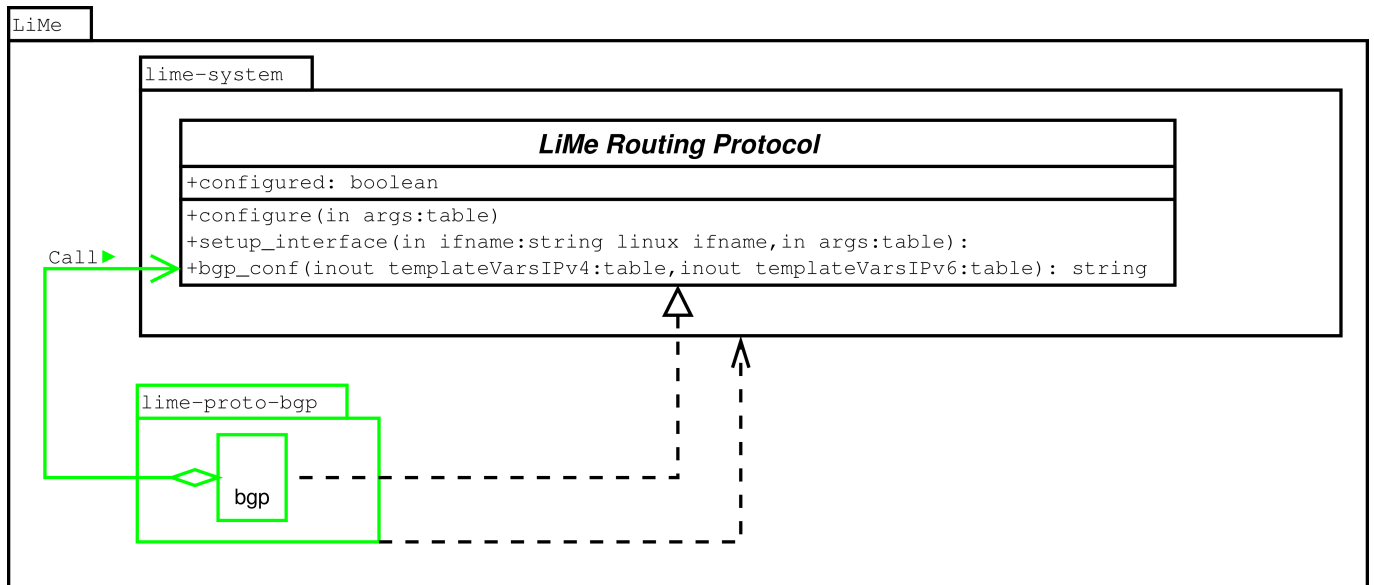 LiMe
lime-system
LiMe Routing Protocol
+configured: boolean
+configure(in args:table)
+setup_interface(in ifname:string linux ifname,in args:table):
+bgp_conf(inout templateVarsIPv4:table,inout templateVarsIPv6:table): string
Call
lime-proto-bgp
bgp